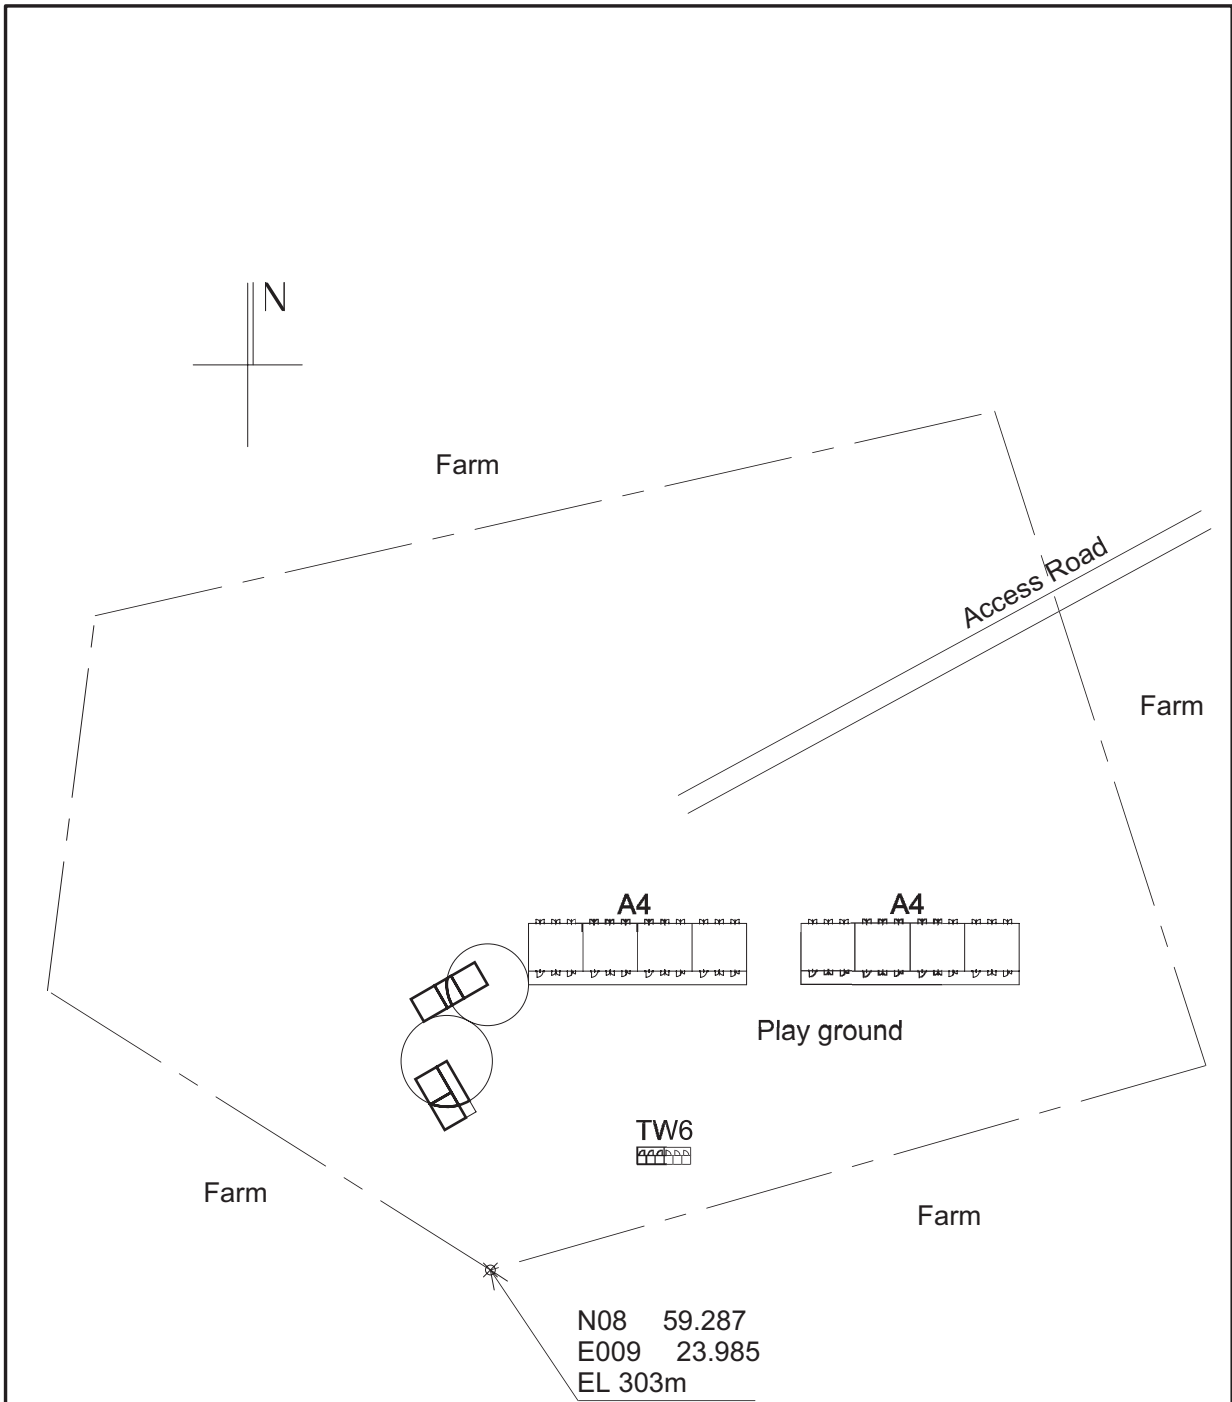 N
Farm
Access Road
Farm
A4
A4
Play ground
TW6
Farm
Farm
N08 59.287
E009 23.985
EL 303m